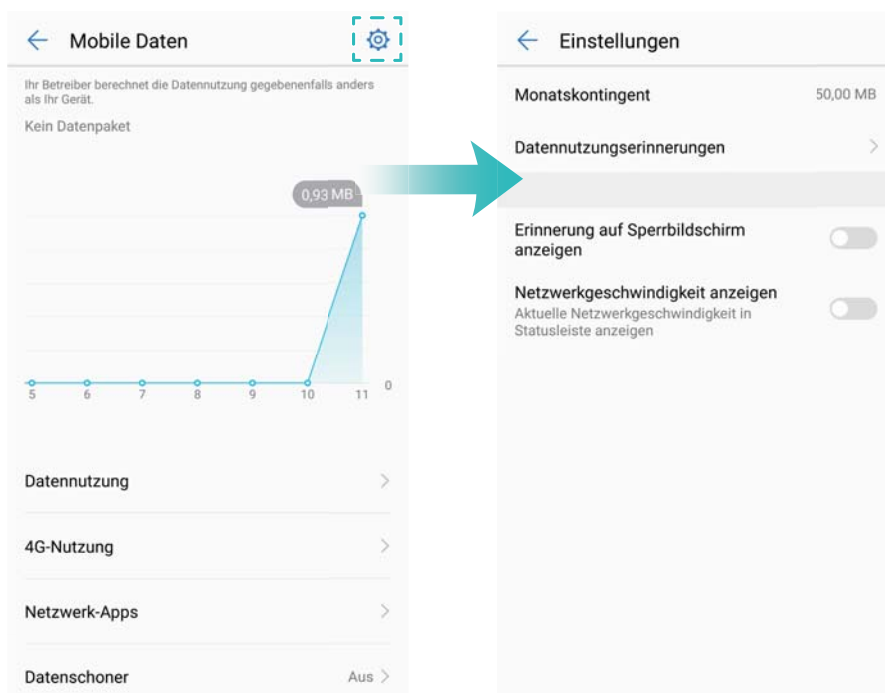 Mobile Daten
Ihr Betreiber berechnet die Datennutzung gegebenenfalls anders
als Ihr Gerät.
Kein Datenpaket
0,93 MB
0
5 6 7 8 9 10 11
Datennutzung
4G-Nutzung
Netzwerk-Apps
Datenschoner Aus
Einstellungen
Monatskontingent 50,00 MB
Datennutzungserinnerungen
Erinnerung auf Sperrbildschirm
anzeigen
Netzwerkgeschwindigkeit anzeigen
Aktuelle Netzwerkgeschwindigkeit in
Statusleiste anzeigen